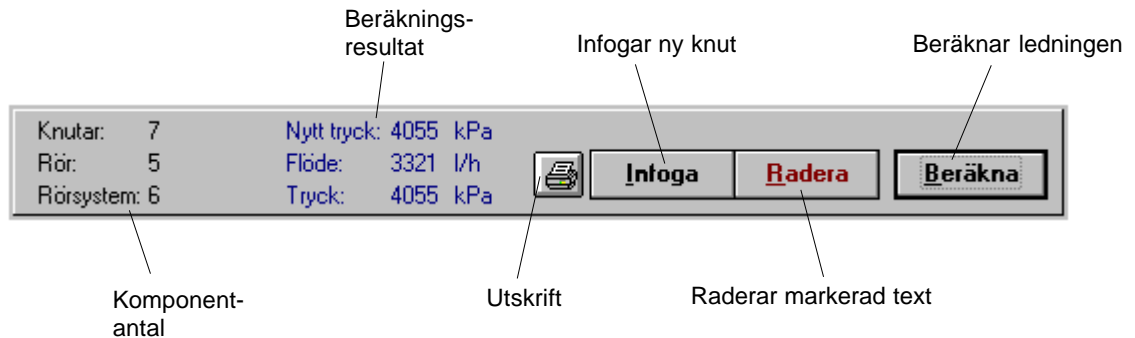 Beräknings-
resultat
Infogar ny knut
Beräknar ledningen
Knutar: 7 Nytt tryck: 4055 kPa
Rör: 5 Flöde: 3321 l/h
Rörsystem: 6 Tryck: 4055 kPa
Infoga Radera Beräkna
Komponent-
antal
Utskrift
Raderar markerad text